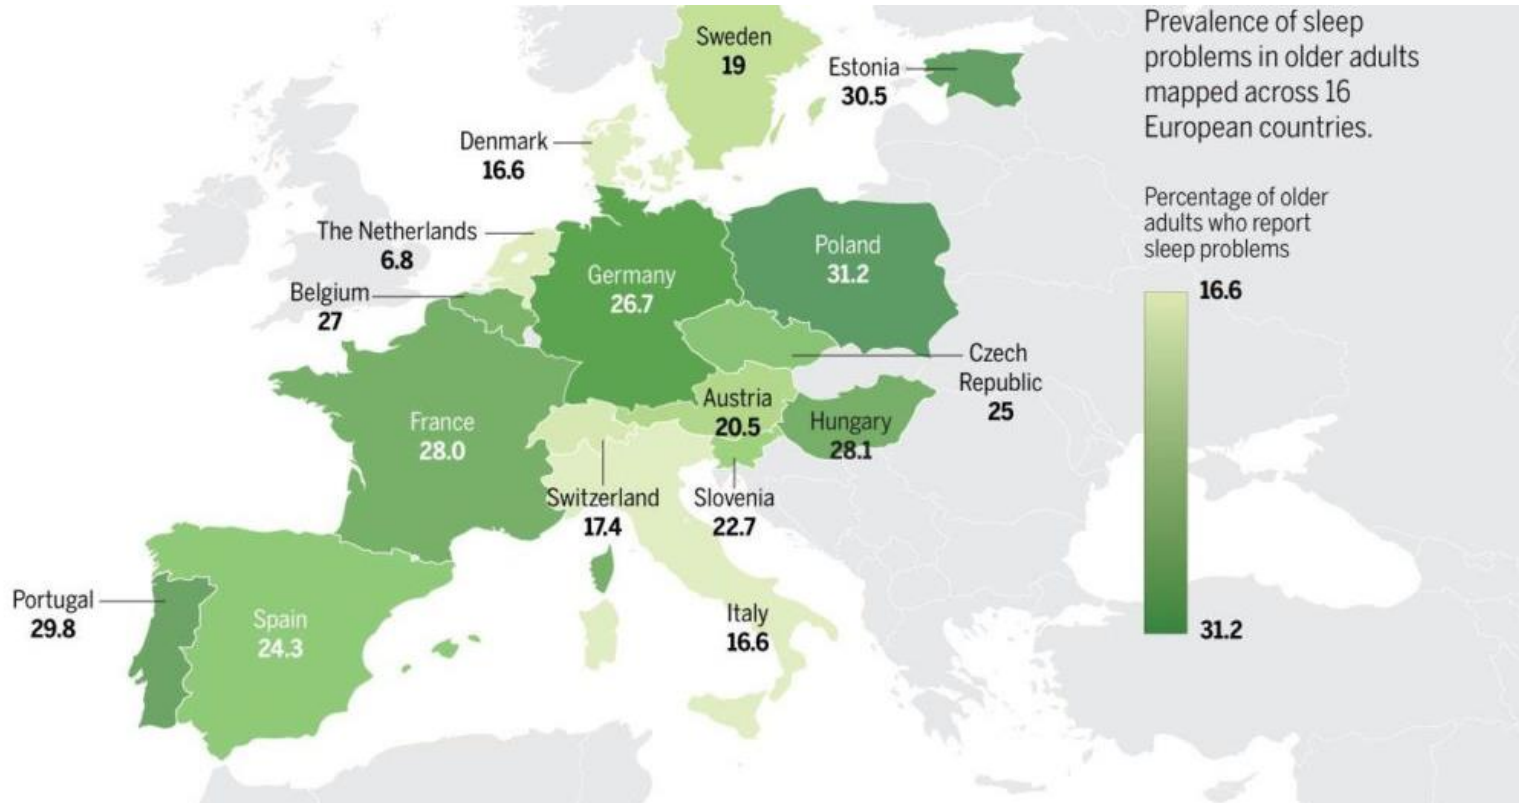 Prevalence of sleep
problems in older adults
mapped across 16
European countries.
Percentage of older
adults who report
sleep problems
16.6
31.2
Sweden
19
Estonia
30.5
Denmark
16.6
The Netherlands
6.8
Belgium
27
Germany
26.7
Poland
31.2
Czech
Republic
25
France
28.0
Austria
20.5
Hungary
28.1
Switzerland
17.4
Slovenia
22.7
Portugal
29.8
Spain
24.3
Italy
16.6